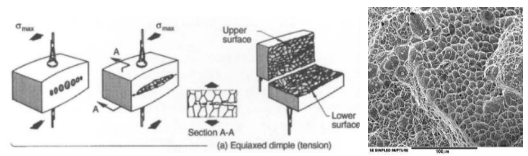 σmax
σmax
A
A
Section A-A
Upper
surface
Lower
surface
(a) Equiaxed dimple (tension)